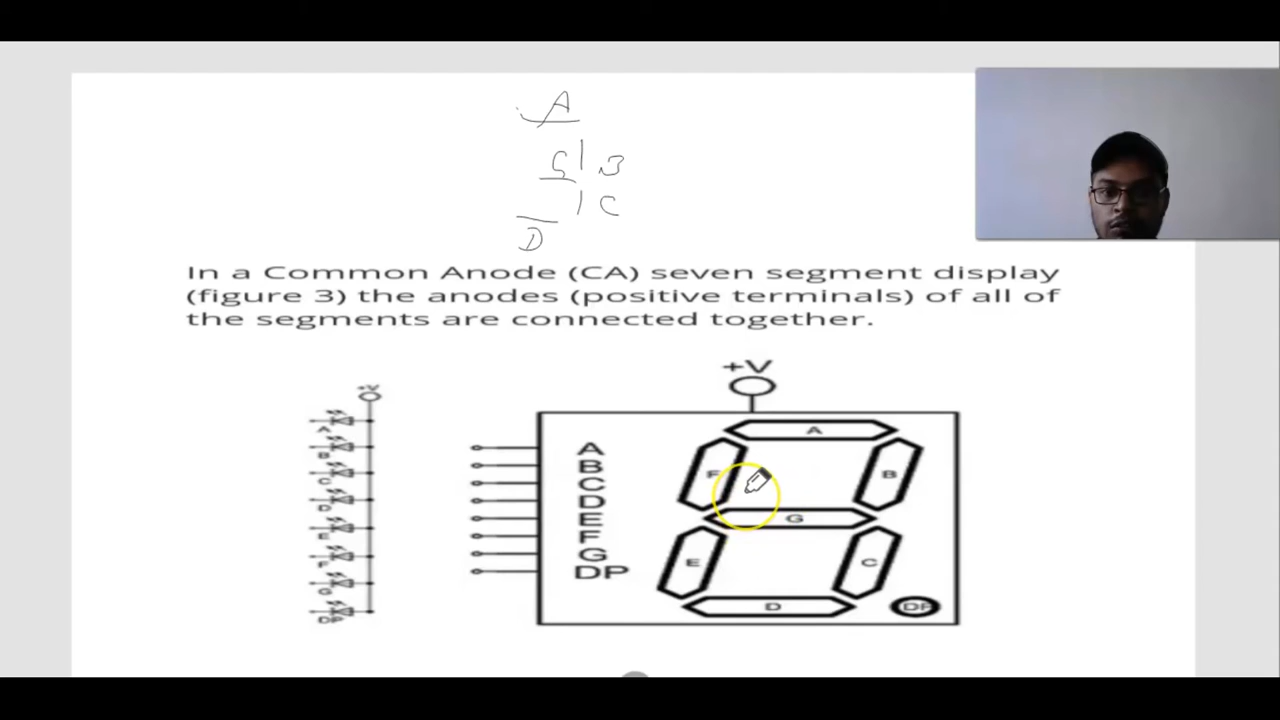 A
G B
C
D
In a Common Anode (CA) seven segment display
(figure 3) the anodes (positive terminals) of all of
the segments are connected together.
+V
+V
A
B
C
D
E
F
G
DP
A
B
C
D
E
F
G
DP
A
F
B
G
E
C
D
DP